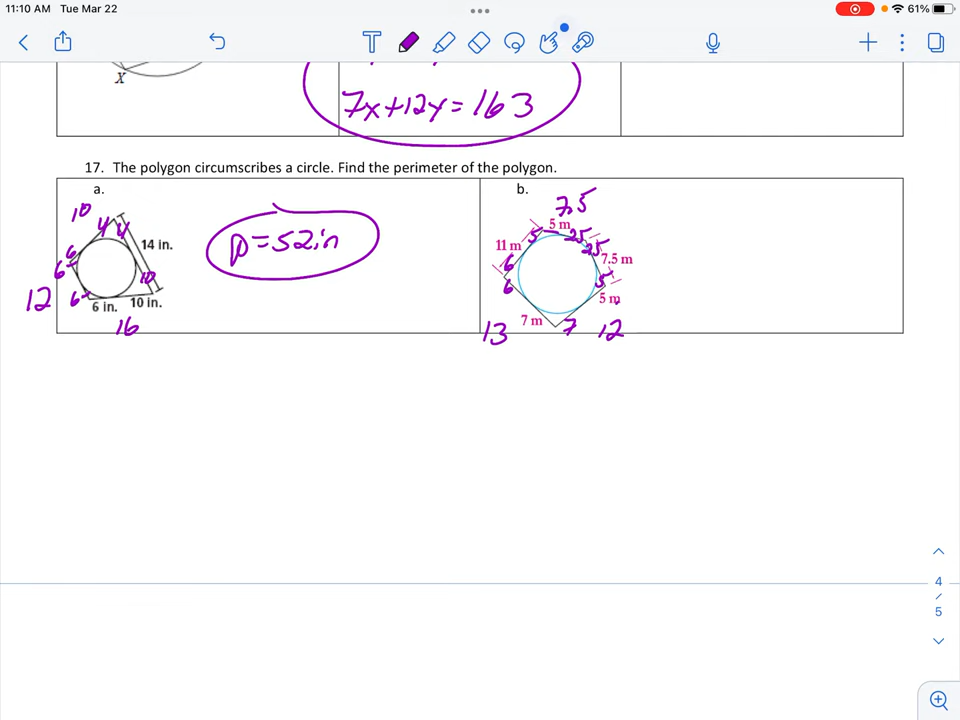 11:10 AM Tue Mar 22
61%
T
X
7x+12y=163
17. The polygon circumscribes a circle. Find the perimeter of the polygon.
a.
10
4 4
14 in.
6
6
10
12
6
6 in. 10 in.
16
p=52in
b.
7.5
5 m
5 2.5
11 m
2.5
7.5 m
6
5
6
5 m
7 m 7
13 12
4
/
5